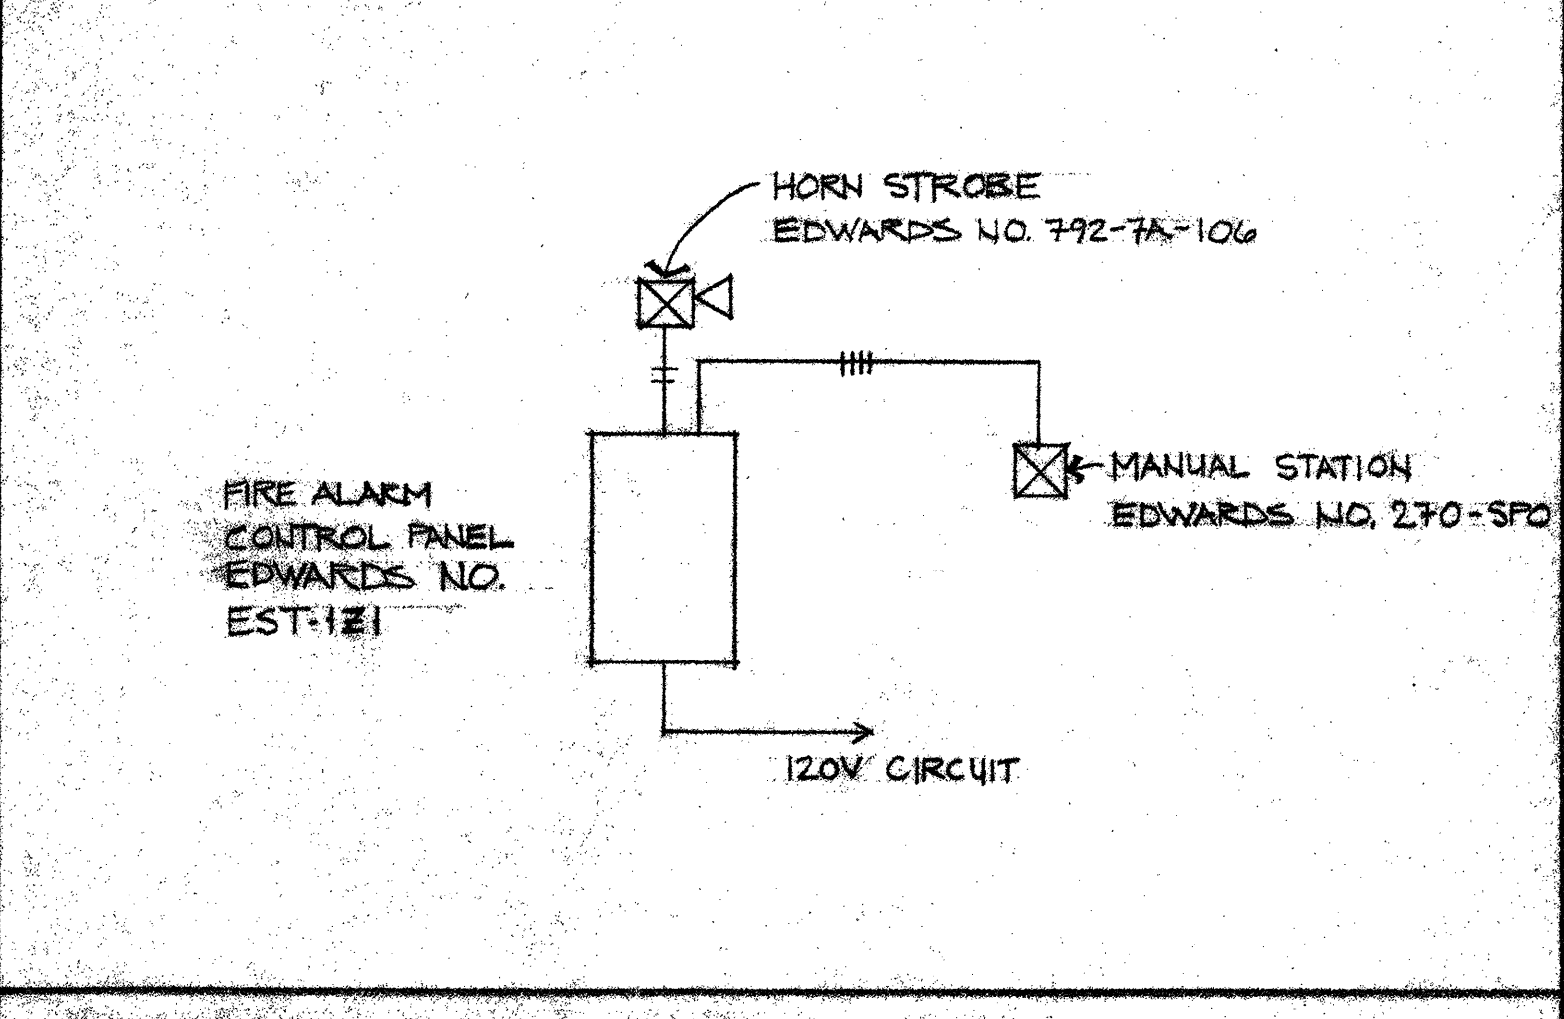 HORN STROBE
EDWARDS NO. 792-7A-106
MANUAL STATION
EDWARDS NO. 270-SPO
FIRE ALARM
CONTROL PANEL
EDWARDS NO.
EST-1Z1
120V CIRCUIT